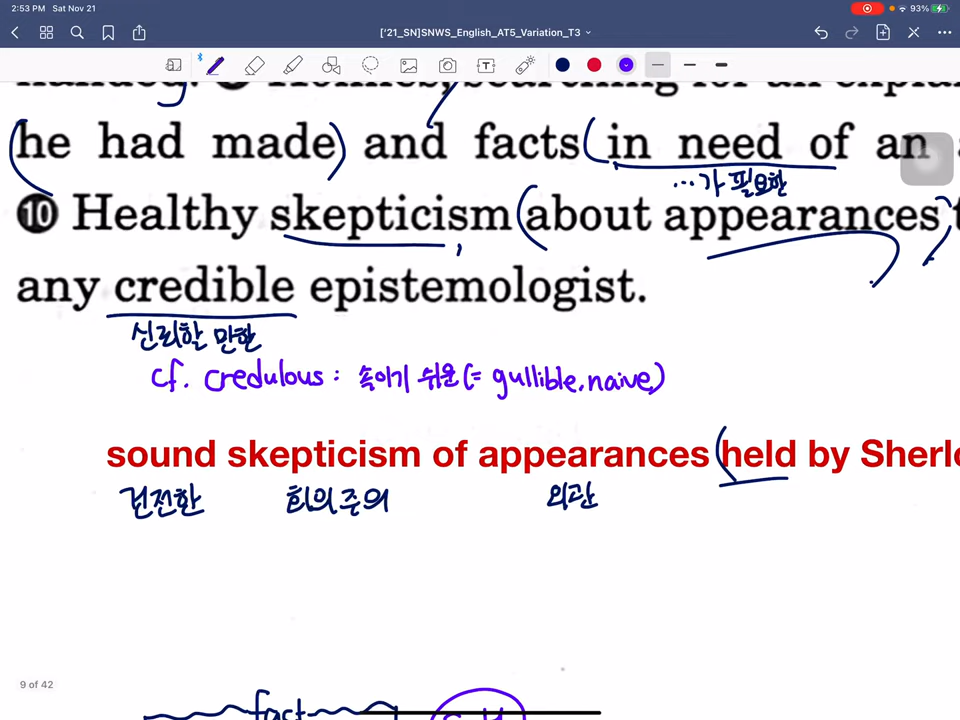 2:53 PM Sat Nov 21
93%
['21_SN]SNWS_English_AT5_Variation_T3
he had made) and facts (in need of an
…가 필요한
⑩ Healthy skepticism (about appearances
any credible epistemologist.
신뢰할 만한
cf. credulous : 속이기 쉬운 (= gullible, naive)
sound skepticism of appearances (held by Sherlo
건전한 회의주의 외관
9 of 42
fact